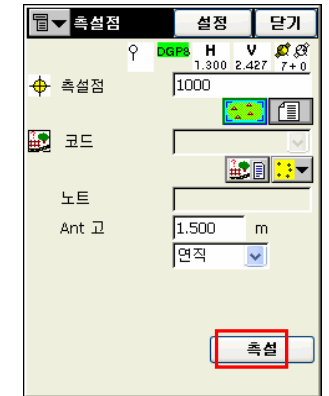 측설점 설정 닫기
DGPS H V
1.300 2.427 7+0
측설점 1000
코드
노트
Ant 고 1.500 m
연직
측설